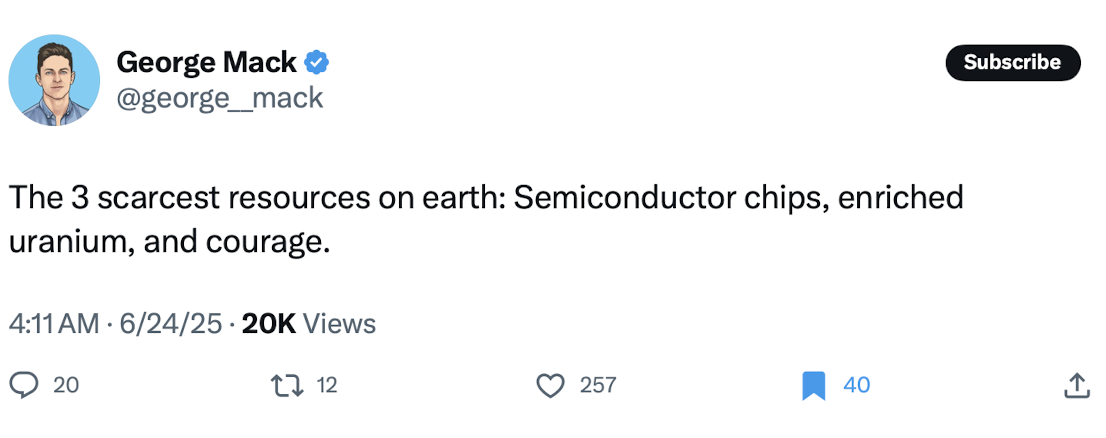 George Mack
Subscribe
@george__mack
The 3 scarcest resources on earth: Semiconductor chips, enriched
uranium, and courage.
4:11 AM · 6/24/25 · 20K Views
20 12 257 40